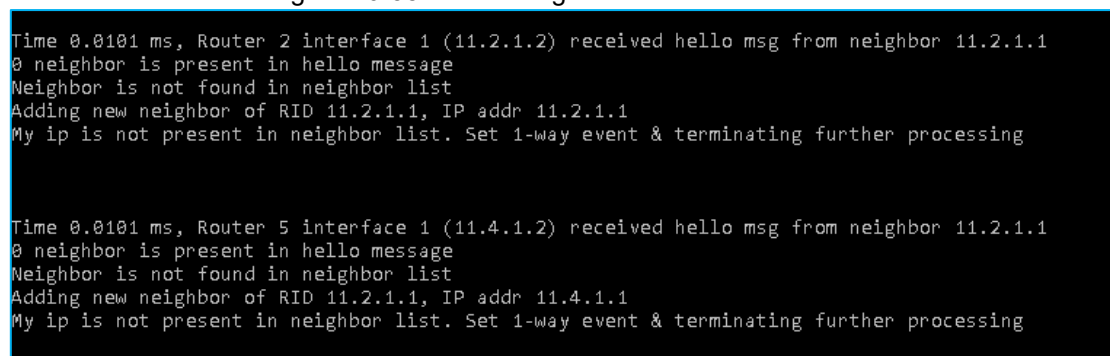 Time 0.0101 ms, Router 2 interface 1 (11.2.1.2) received hello msg from neighbor 11.2.1.1
0 neighbor is present in hello message
Neighbor is not found in neighbor list
Adding new neighbor of RID 11.2.1.1, IP addr 11.2.1.1
My ip is not present in neighbor list. Set 1-way event & terminating further processing
Time 0.0101 ms, Router 5 interface 1 (11.4.1.2) received hello msg from neighbor 11.2.1.1
0 neighbor is present in hello message
Neighbor is not found in neighbor list
Adding new neighbor of RID 11.2.1.1, IP addr 11.4.1.1
My ip is not present in neighbor list. Set 1-way event & terminating further processing